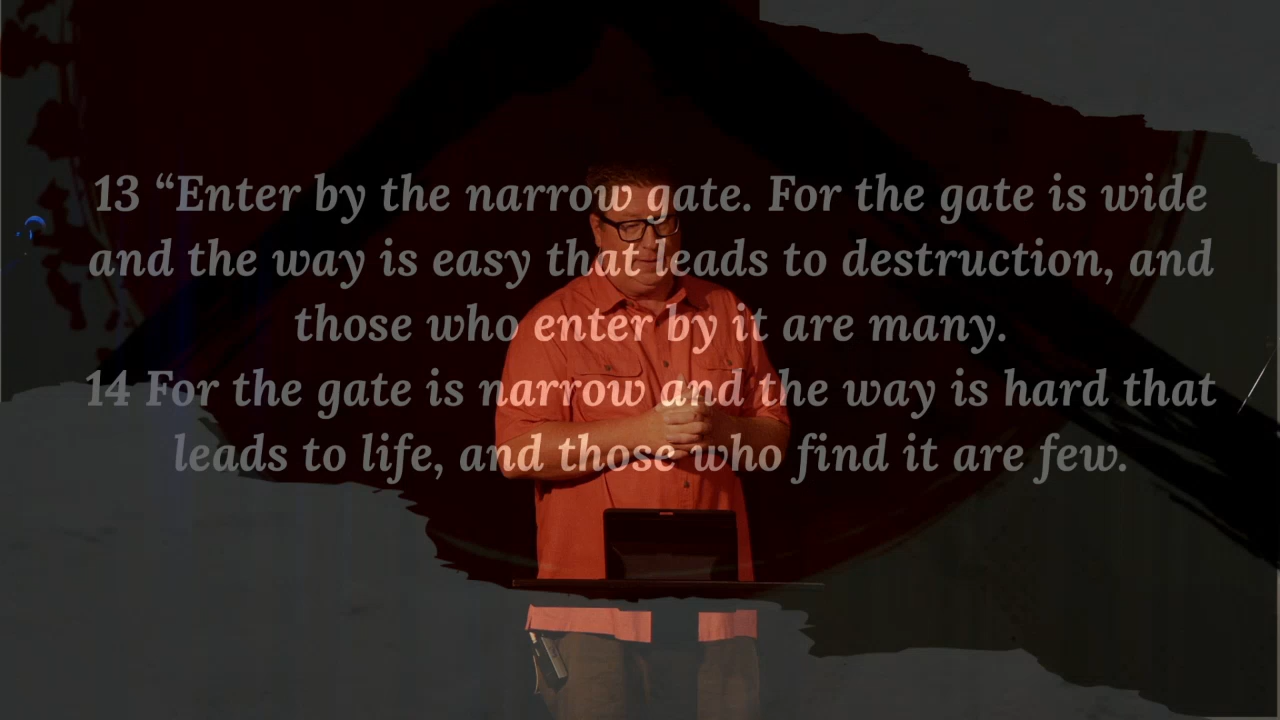 13 “Enter by the narrow gate. For the gate is wide
and the way is easy that leads to destruction, and
those who enter by it are many.
14 For the gate is narrow and the way is hard that
leads to life, and those who find it are few.